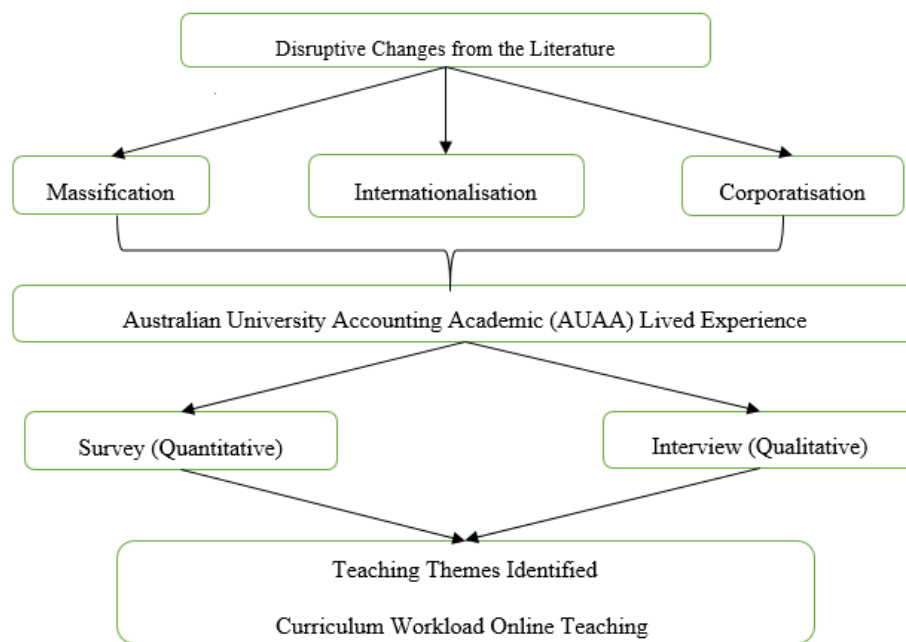 Disruptive Changes from the Literature
Massification
Internationalisation
Corporatisation
Australian University Accounting Academic (AUAA) Lived Experience
Survey (Quantitative)
Interview (Qualitative)
Teaching Themes Identified
Curriculum Workload Online Teaching